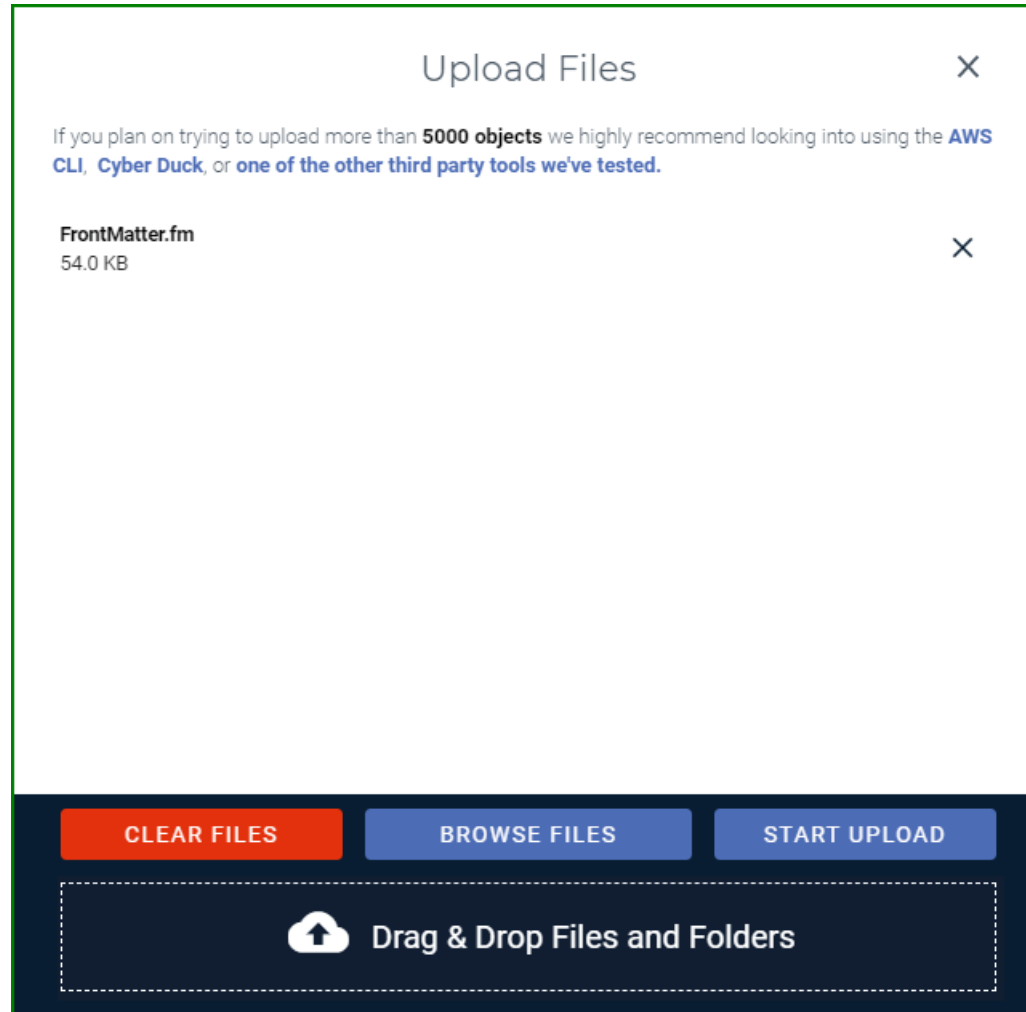 Upload Files
If you plan on trying to upload more than 5000 objects we highly recommend looking into using the AWS
CLI, Cyber Duck, or one of the other third party tools we've tested.
FrontMatter.fm
54.0 KB
CLEAR FILES
BROWSE FILES
START UPLOAD
Drag & Drop Files and Folders